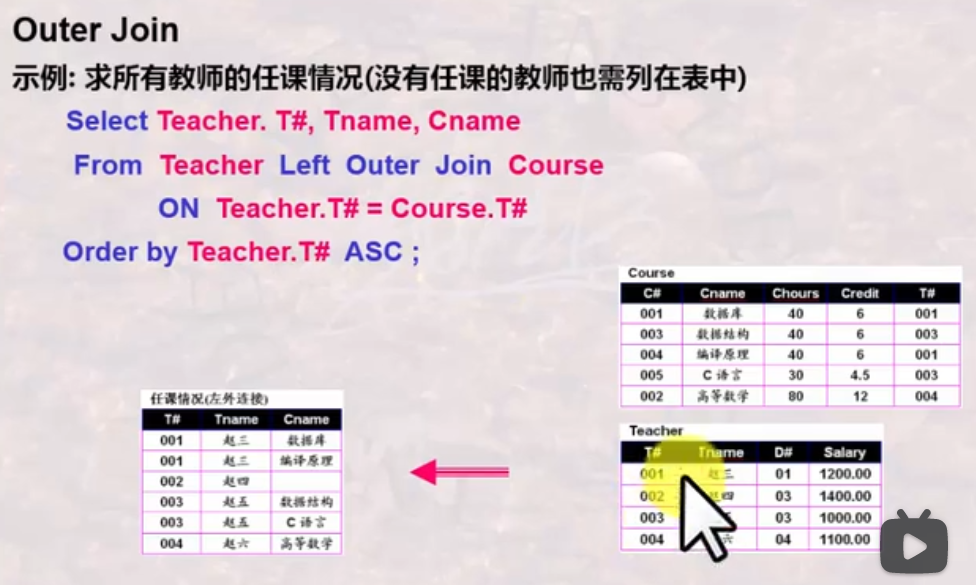 Outer Join
示例: 求所有教师的任课情况(没有任课的教师也需列在表中)
Select Teacher. T#, Tname, Cname
From Teacher Left Outer Join Course
ON Teacher.T# = Course.T#
Order by Teacher.T# ASC ;
Course
C# Cname Chours Credit T#
001 数据库 40 6 001
003 数据结构 40 6 003
004 编译原理 40 6 001
005 C 语言 30 4.5 003
002 高等数学 80 12 004
任课情况(左外连接)
T# Tname Cname
001 赵三 数据库
001 赵三 编译原理
002 赵四
003 赵五 数据结构
003 赵五 C 语言
004 赵六 高等数学
Teacher
T# Tname D# Salary
001 赵三 01 1200.00
002 赵四 03 1400.00
003 03 1000.00
004 六 04 1100.00